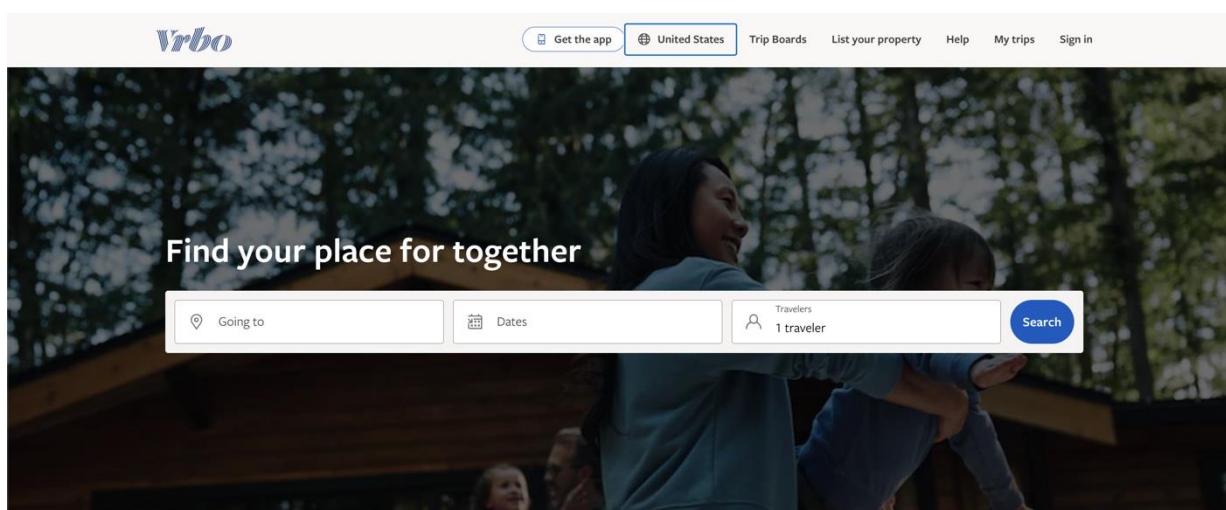 Vrbo
Get the app
United States
Trip Boards
List your property
Help
My trips
Sign in
Find your place for together
Going to
Dates
Travelers
1 traveler
Search